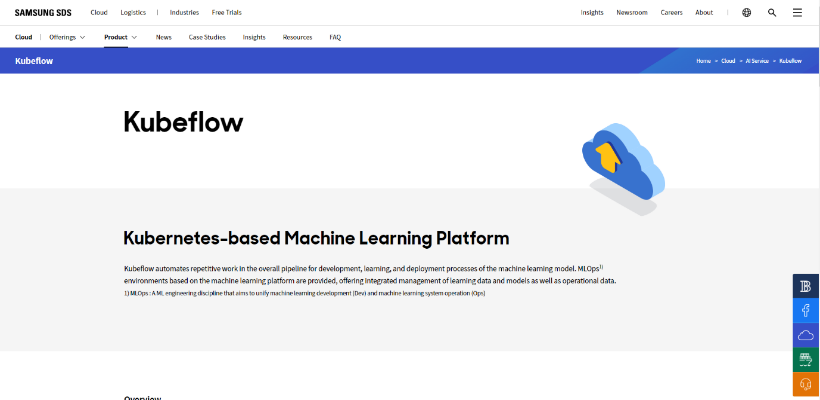 SAMSUNG SDS Cloud Logistics | Industries Free Trials Insights Newsroom Careers About |
Cloud | Offerings Product News Case Studies Insights Resources FAQ
Kubeflow Home > Cloud > AI Service > Kubeflow
Kubeflow
Kubernetes-based Machine Learning Platform
Kubeflow automates repetitive work in the overall pipeline for development, learning, and deployment processes of the machine learning model. MLOps1)
environments based on the machine learning platform are provided, offering integrated management of learning data and models as well as operational data.
1) MLOps : A ML engineering discipline that aims to unify machine learning development (Dev) and machine learning system operation (Ops)
Overview